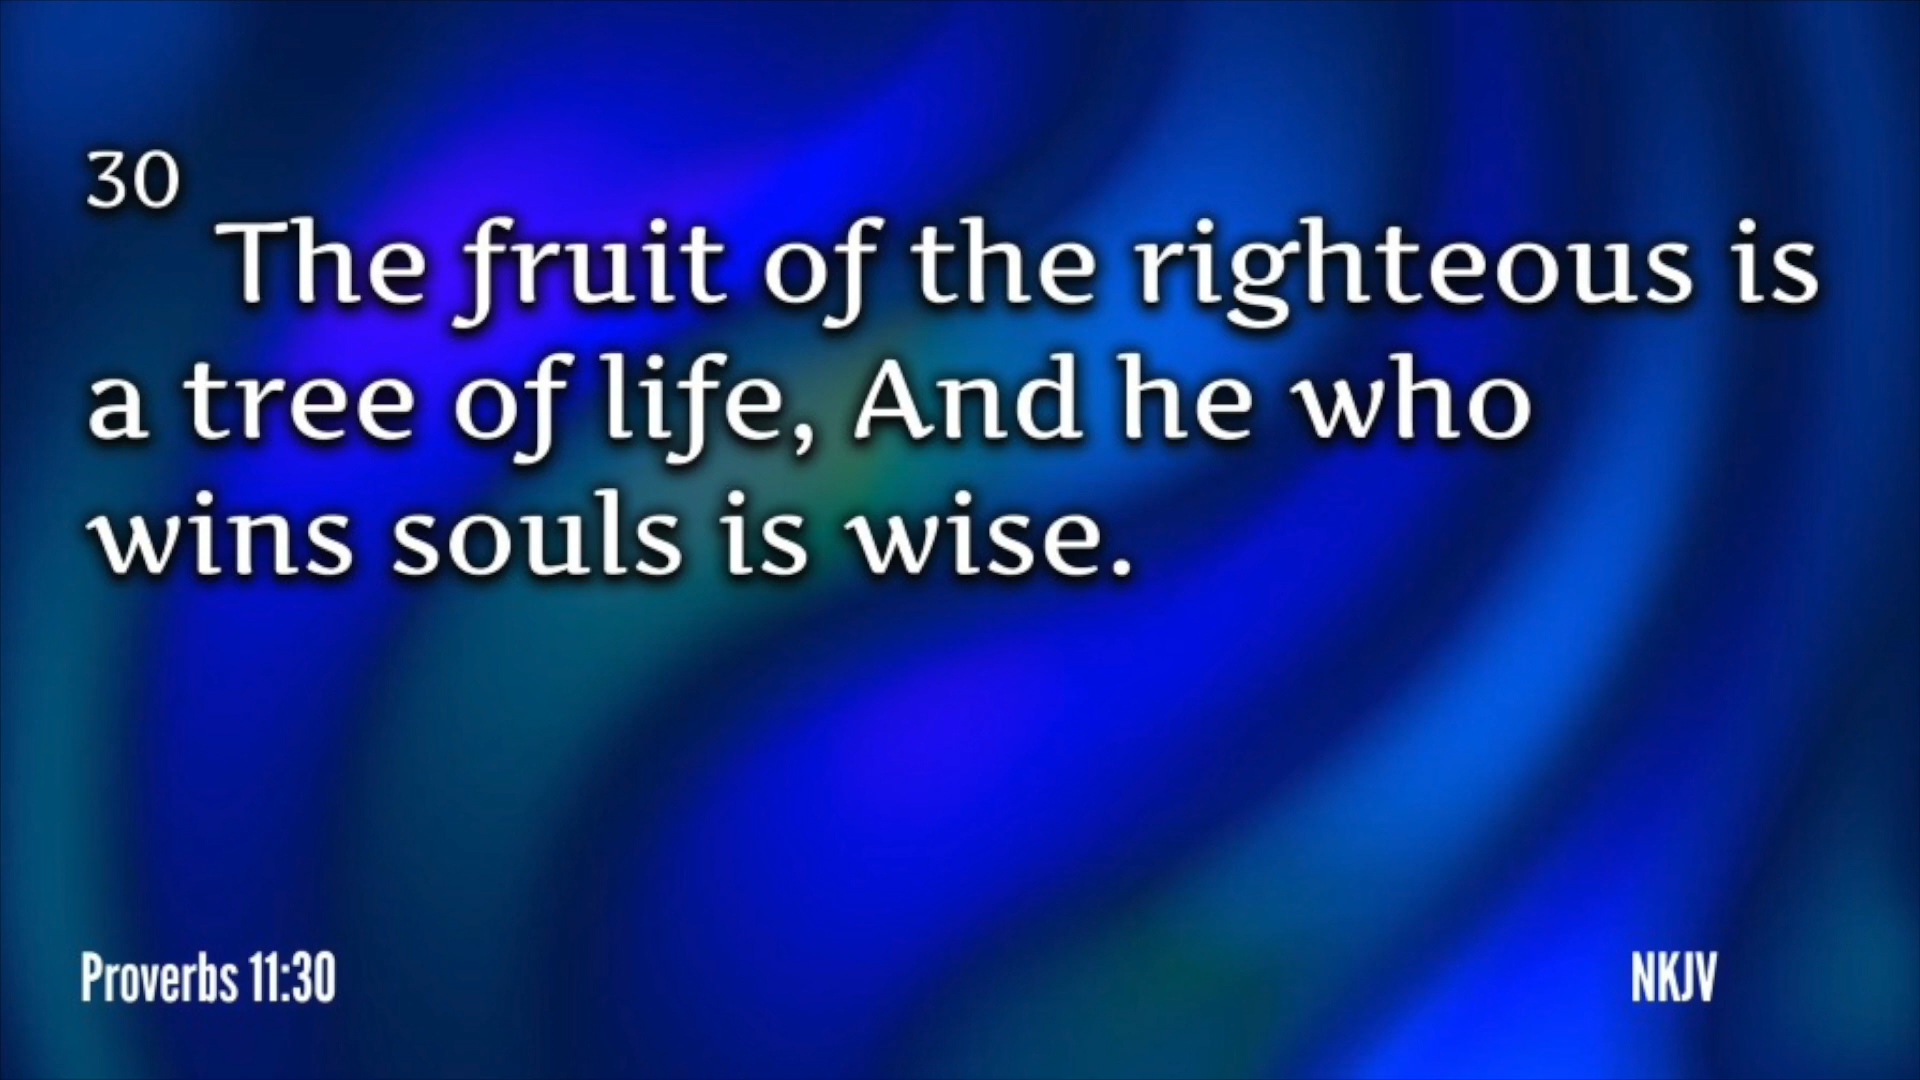 30
The fruit of the righteous is
a tree of life, And he who
wins souls is wise.
Proverbs 11:30
NKJV